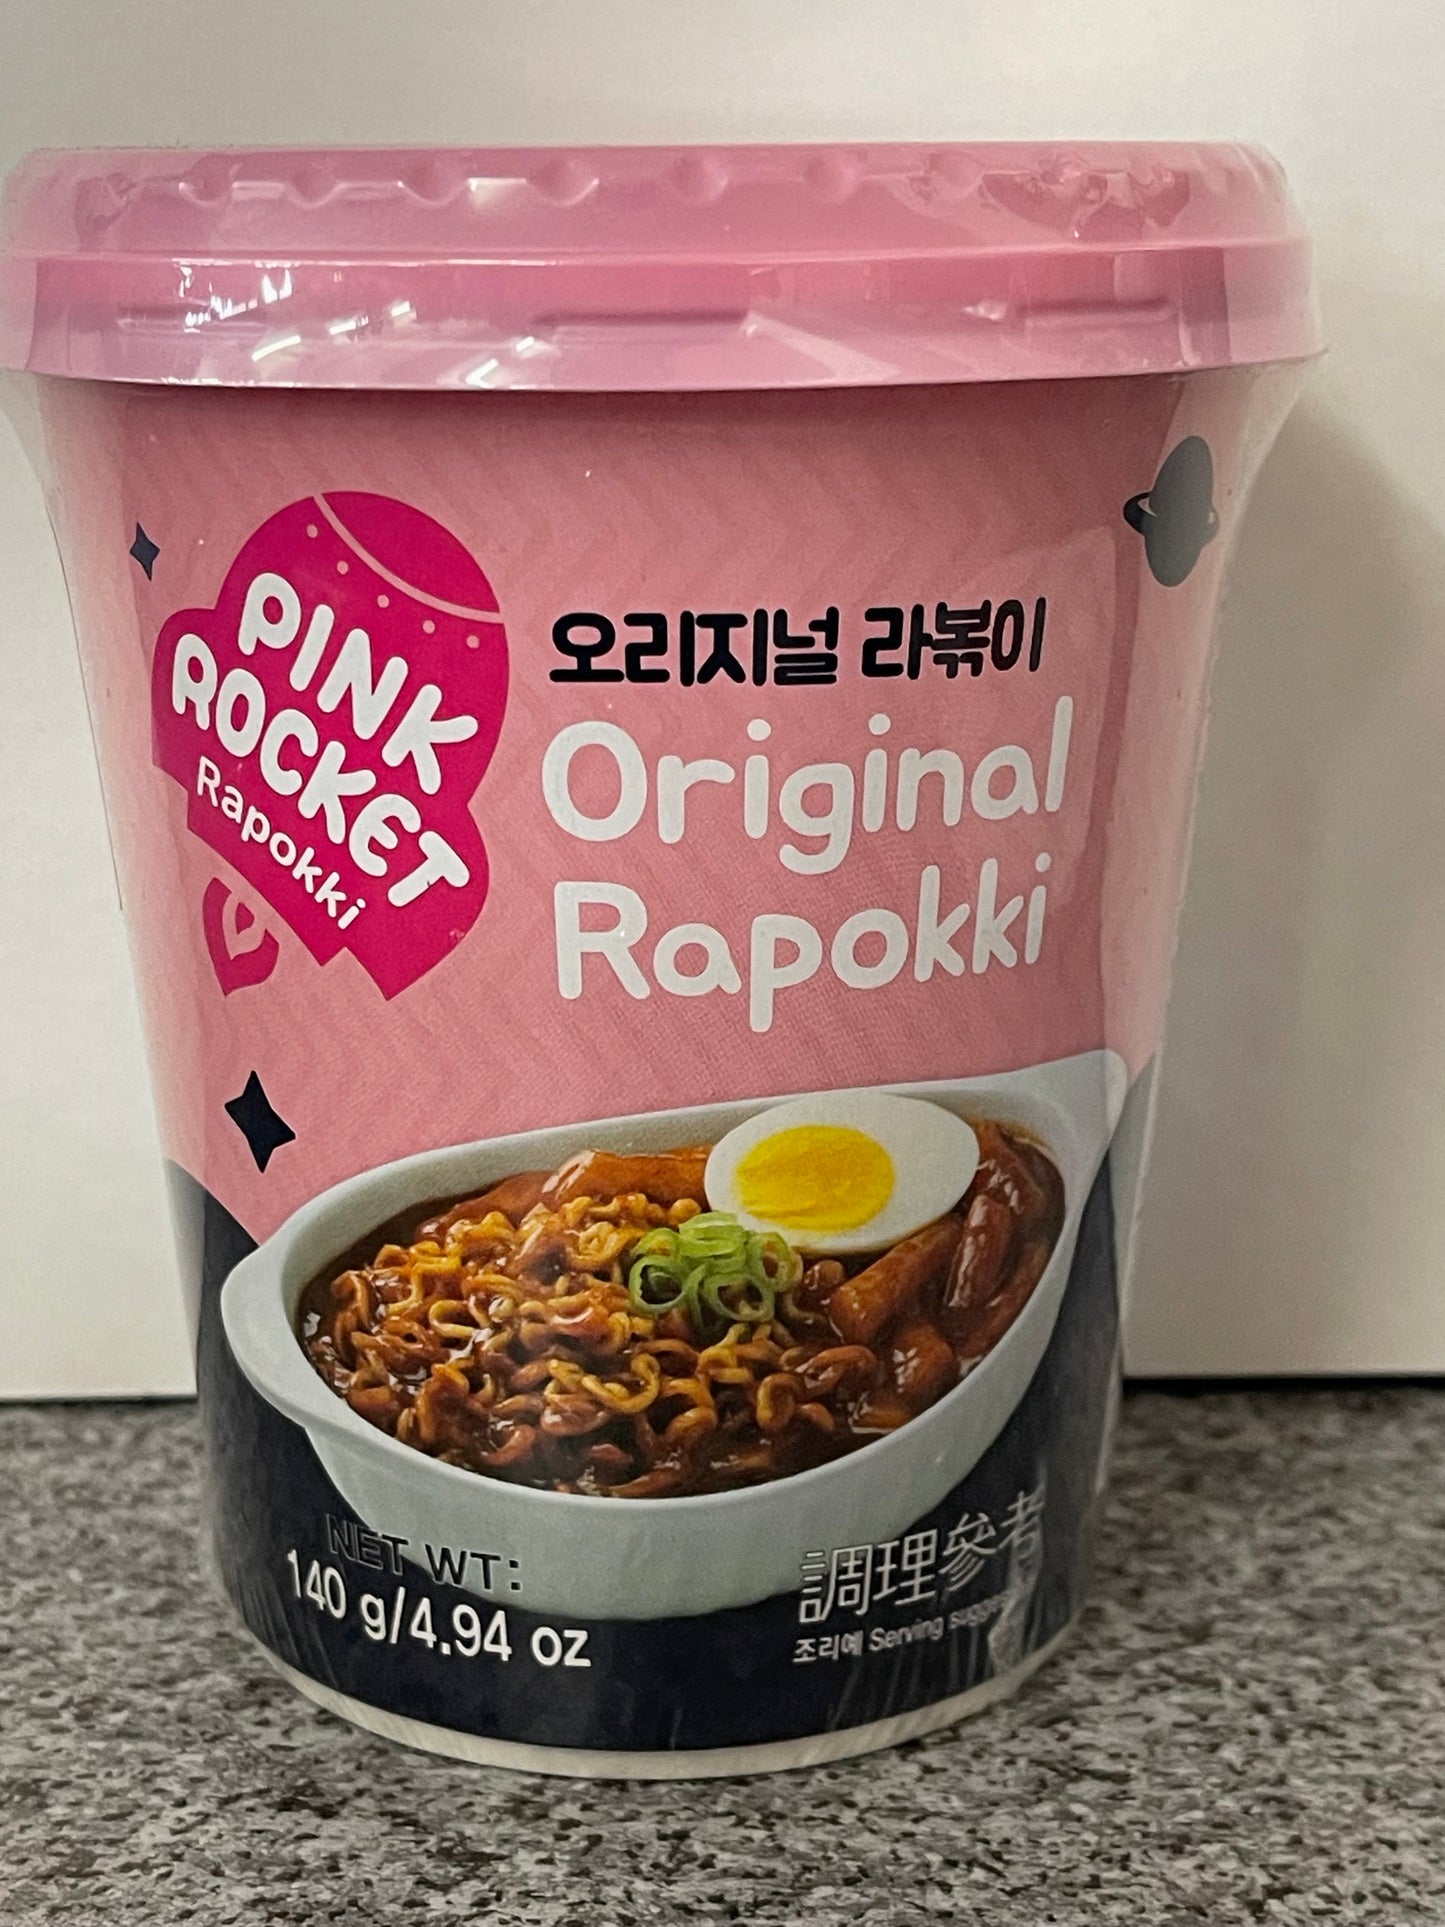 PINK
ROCKET
Rapokki
오리지널 라볶이
Original
Rapokki
NET WT:
140 g/4.94 oz
調理參考
조리예 Serving